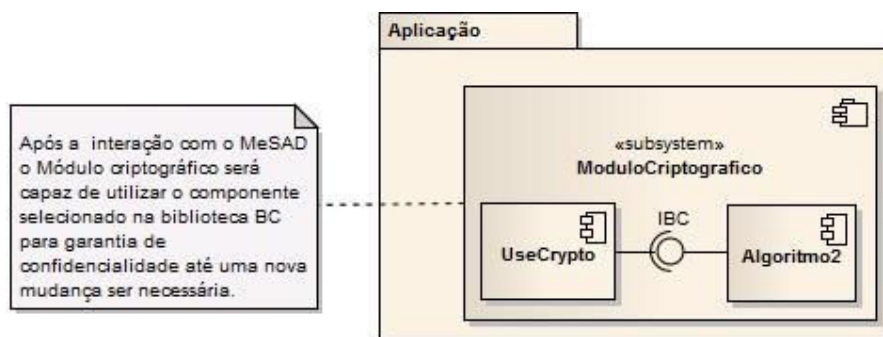 Aplicação
Após a interação com o MeSAD
o Módulo criptográfico será
capaz de utilizar o componente
selecionado na biblioteca BC
para garantia de
confidencialidade até uma nova
mudança ser necessária.
«subsystem»
ModuloCriptografico
UseCrypto
IBC
Algoritmo2